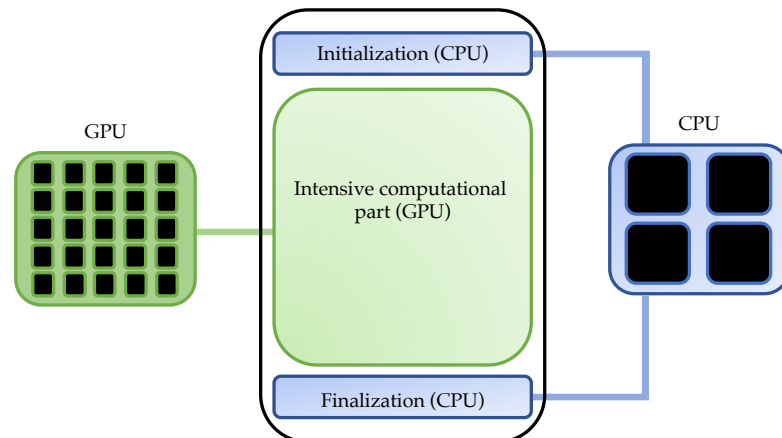 Initialization (CPU)
GPU
CPU
Intensive computational
part (GPU)
Finalization (CPU)